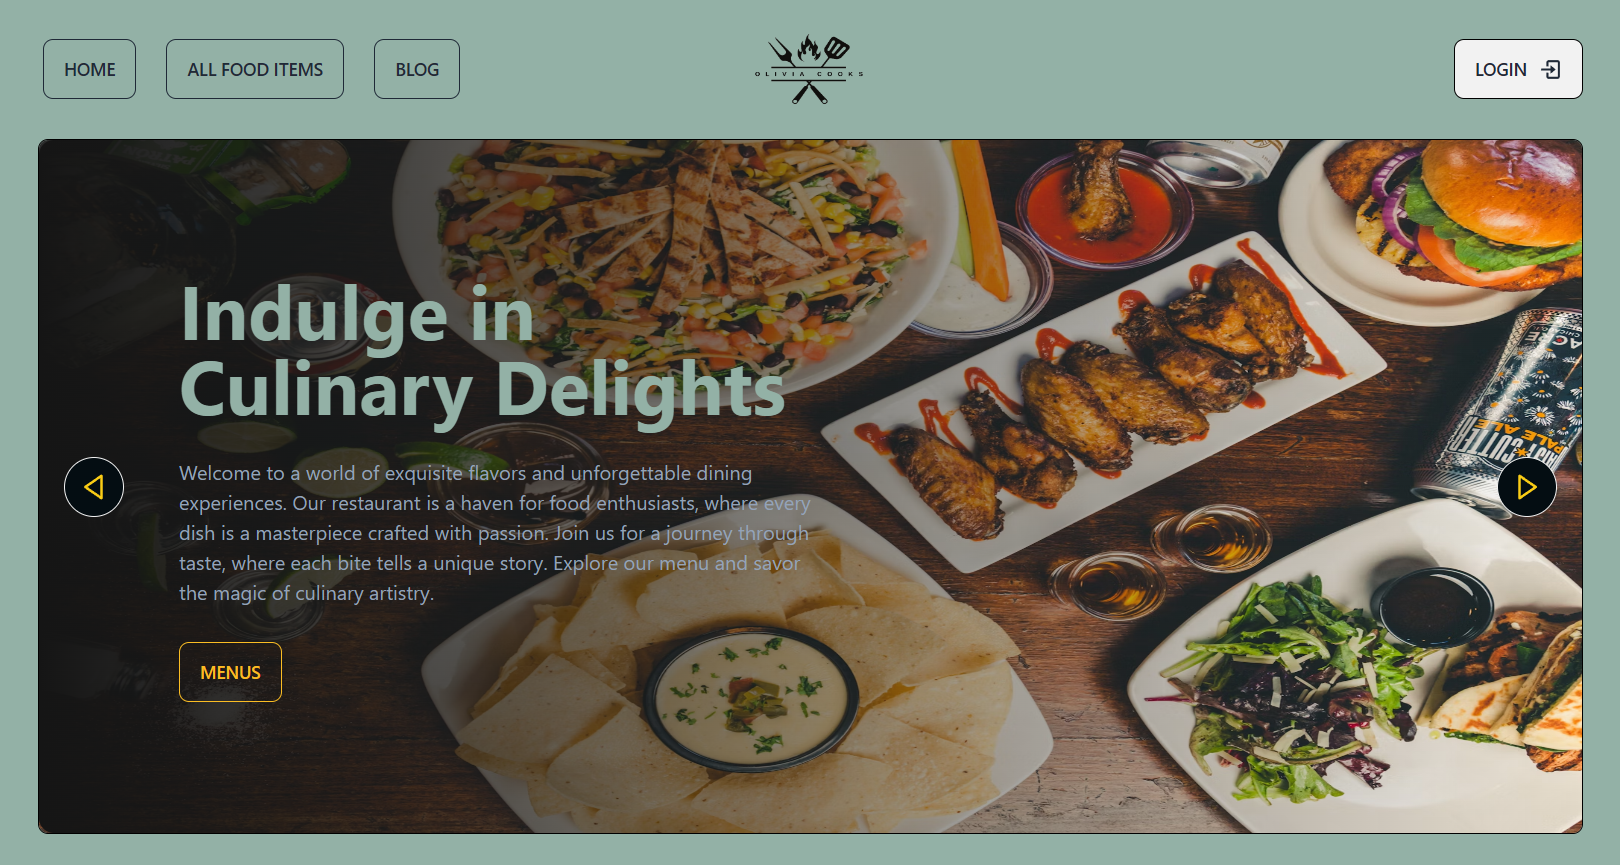 HOME
ALL FOOD ITEMS
BLOG
OLIVIA COOKS
LOGIN
Indulge in
Culinary Delights
Welcome to a world of exquisite flavors and unforgettable dining
experiences. Our restaurant is a haven for food enthusiasts, where every
dish is a masterpiece crafted with passion. Join us for a journey through
taste, where each bite tells a unique story. Explore our menu and savor
the magic of culinary artistry.
MENUS
PALE ALE